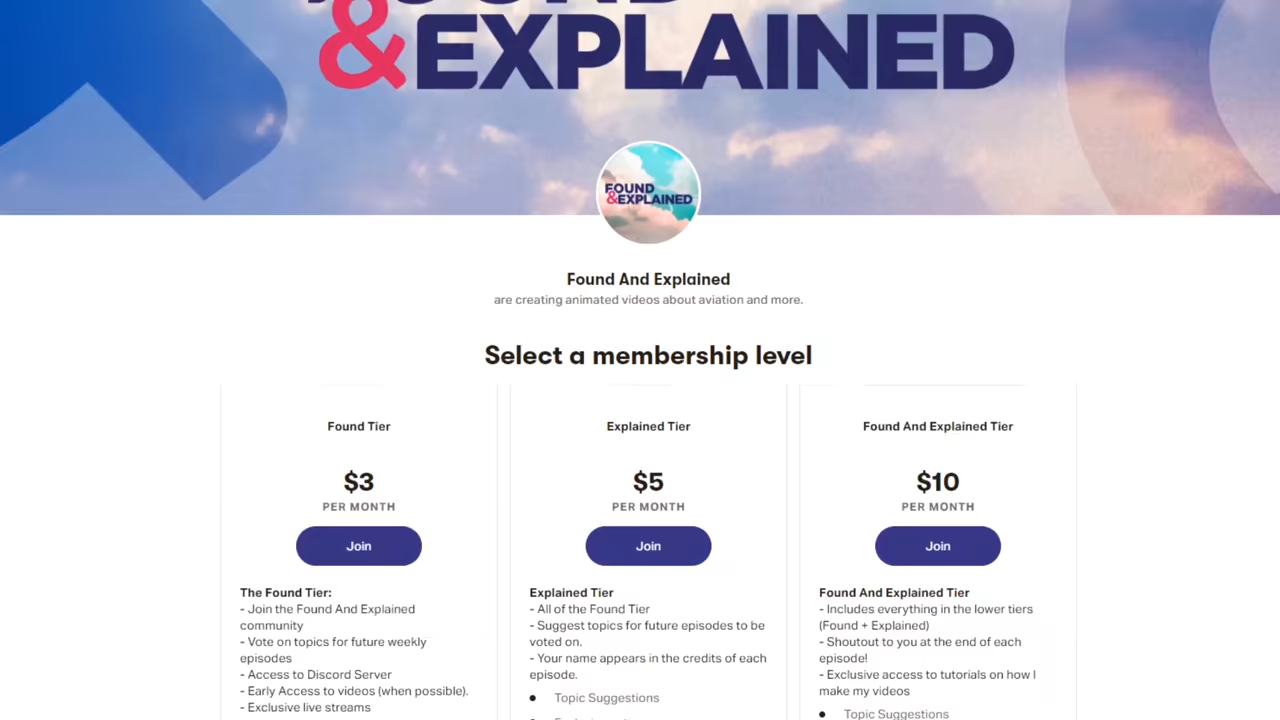 &EXPLAINED
FOUND
&EXPLAINED
Found And Explained
are creating animated videos about aviation and more.
Select a membership level
Found Tier
$3
PER MONTH
Join
The Found Tier:
- Join the Found And Explained
community
- Vote on topics for future weekly
episodes
- Access to Discord Server
- Early Access to videos (when possible).
- Exclusive live streams
Explained Tier
$5
PER MONTH
Join
Explained Tier
- All of the Found Tier
- Suggest topics for future episodes to be
voted on.
- Your name appears in the credits of each
episode.
● Topic Suggestions
Found And Explained Tier
$10
PER MONTH
Join
Found And Explained Tier
- Includes everything in the lower tiers
(Found + Explained)
- Shoutout to you at the end of each
episode!
- Exclusive access to tutorials on how I
make my videos
● Topic Suggestions